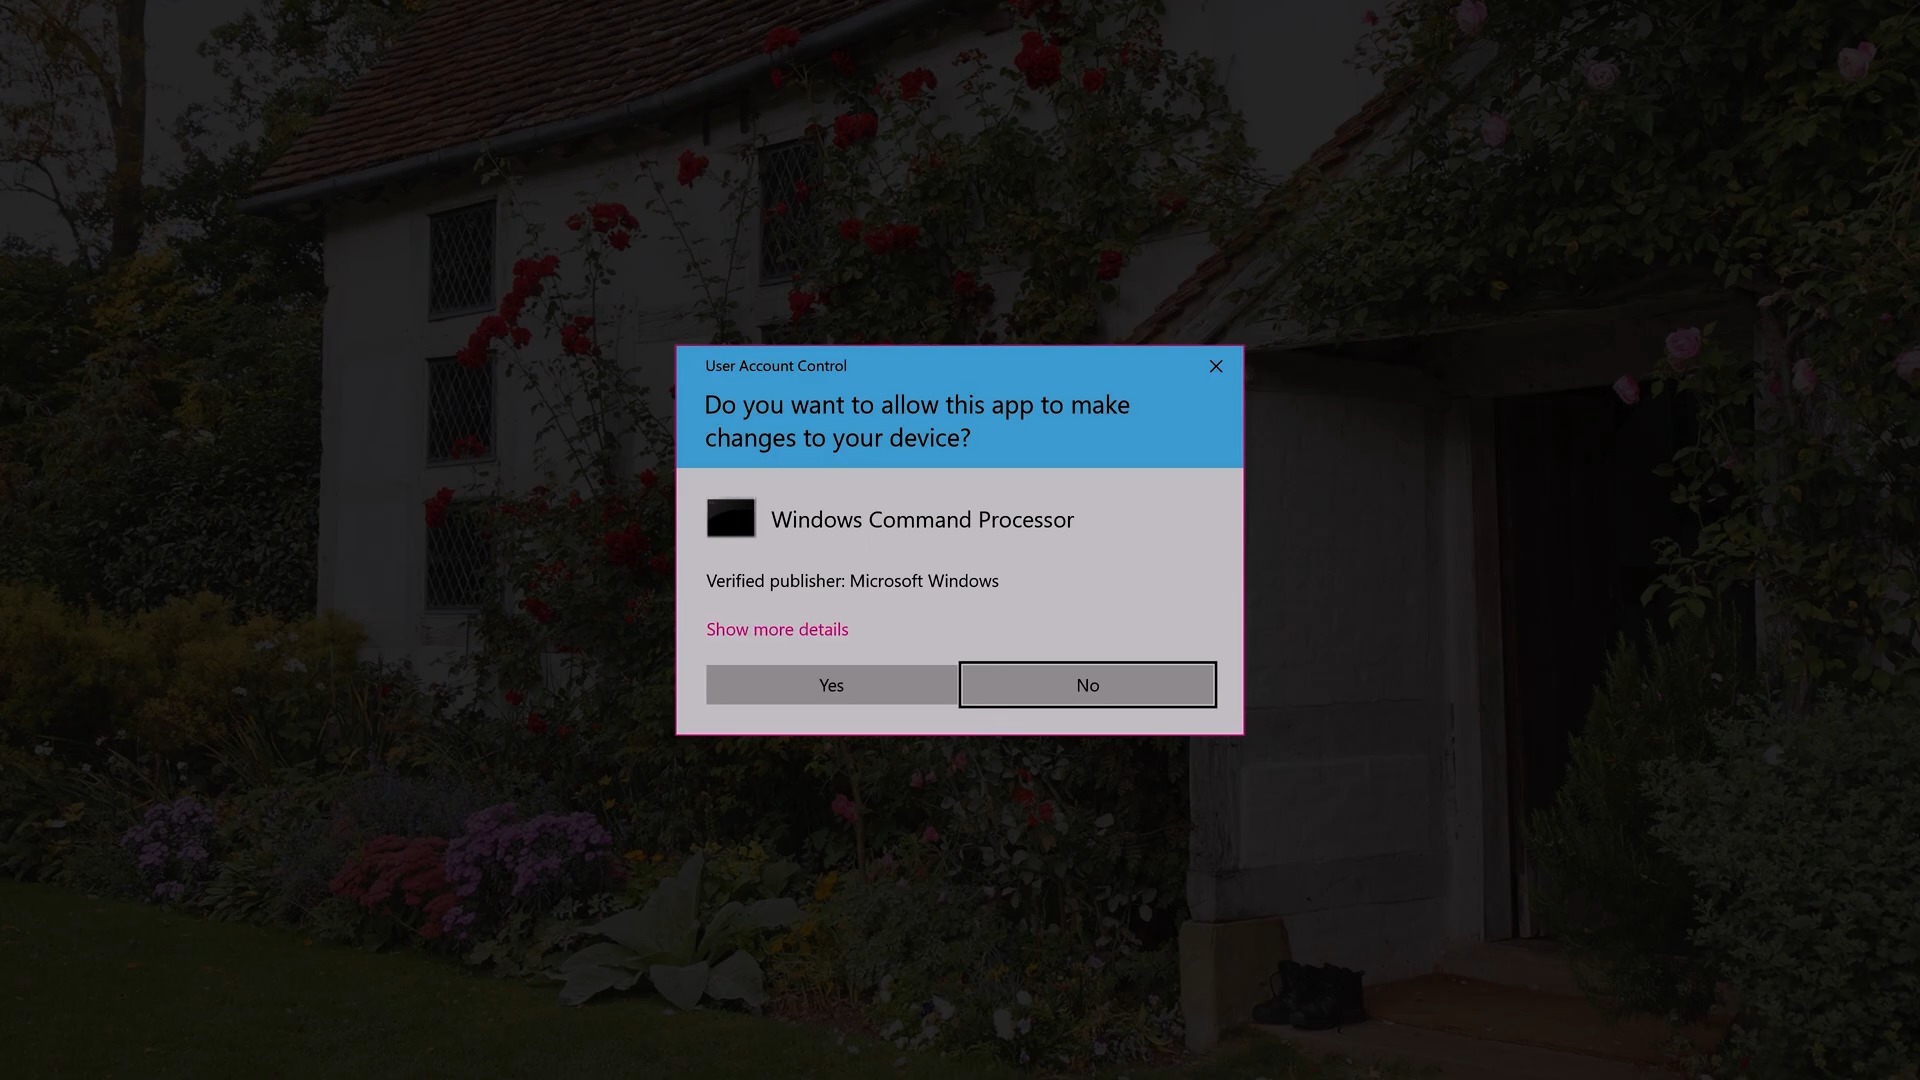 User Account Control
Do you want to allow this app to make
changes to your device?
Windows Command Processor
Verified publisher: Microsoft Windows
Show more details
Yes No